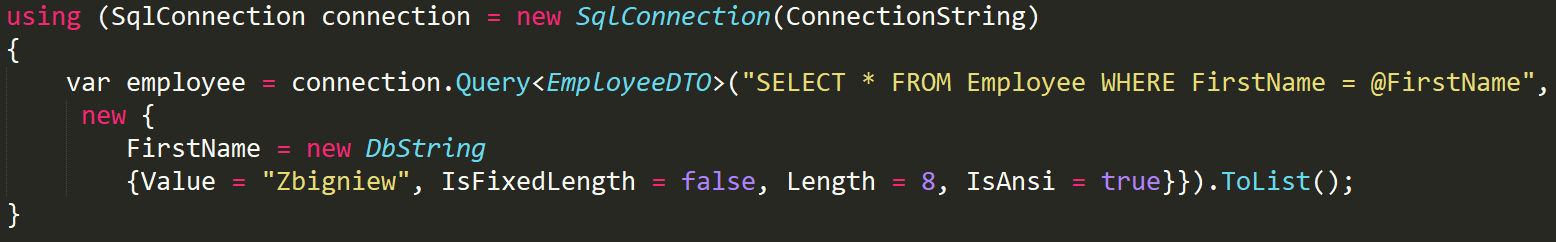 using (SqlConnection connection = new SqlConnection(ConnectionString)
{
    var employee = connection.Query<EmployeeDTO>("SELECT * FROM Employee WHERE FirstName = @FirstName",
     new {
        FirstName = new DbString
        {Value = "Zbigniew", IsFixedLength = false, Length = 8, IsAnsi = true}}).ToList();
}